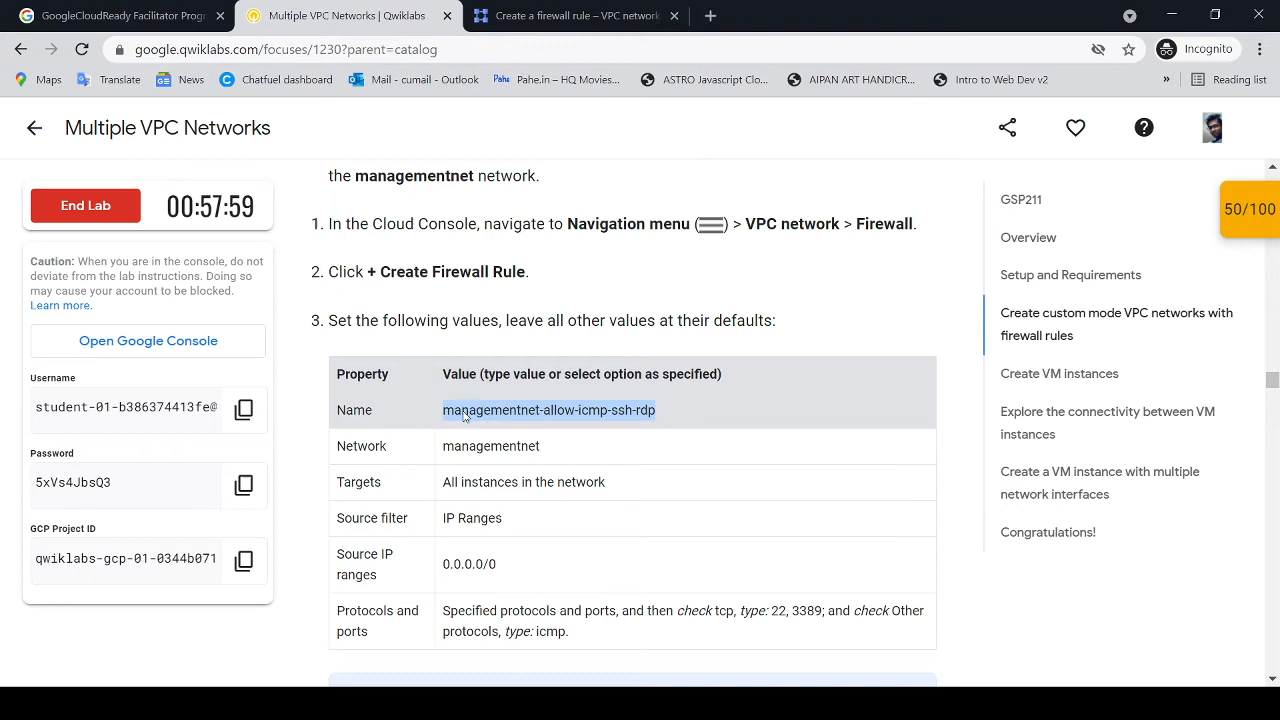 GoogleCloudReady Facilitator Progr
Multiple VPC Networks | Qwiklabs
Create a firewall rule – VPC network
google.qwiklabs.com/focuses/1230?parent=catalog
Incognito
Maps
Translate
News
Chatfuel dashboard
Mail - cumail - Outlook
Pahe Pahe.in – HQ Movies...
ASTRO Javascript Clo...
AIPAN ART HANDICR...
Intro to Web Dev v2
»
Reading list
Multiple VPC Networks
End Lab
00:57:59
Caution: When you are in the console, do not
deviate from the lab instructions. Doing so
may cause your account to be blocked.
Learn more.
Open Google Console
Username
student-01-b386374413fe@
Password
5xVs4JbsQ3
GCP Project ID
qwiklabs-gcp-01-0344b071
the managementnet network.
1. In the Cloud Console, navigate to Navigation menu ( ) > VPC network > Firewall.
2. Click + Create Firewall Rule.
3. Set the following values, leave all other values at their defaults:
Property Value (type value or select option as specified)
Name managementnet-allow-icmp-ssh-rdp
Network managementnet
Targets All instances in the network
Source filter IP Ranges
Source IP
ranges
0.0.0.0/0
Protocols and
ports
Specified protocols and ports, and then check tcp, type: 22, 3389; and check Other
protocols, type: icmp.
GSP211
Overview
Setup and Requirements
Create custom mode VPC networks with
firewall rules
Create VM instances
Explore the connectivity between VM
instances
Create a VM instance with multiple
network interfaces
Congratulations!
50/100